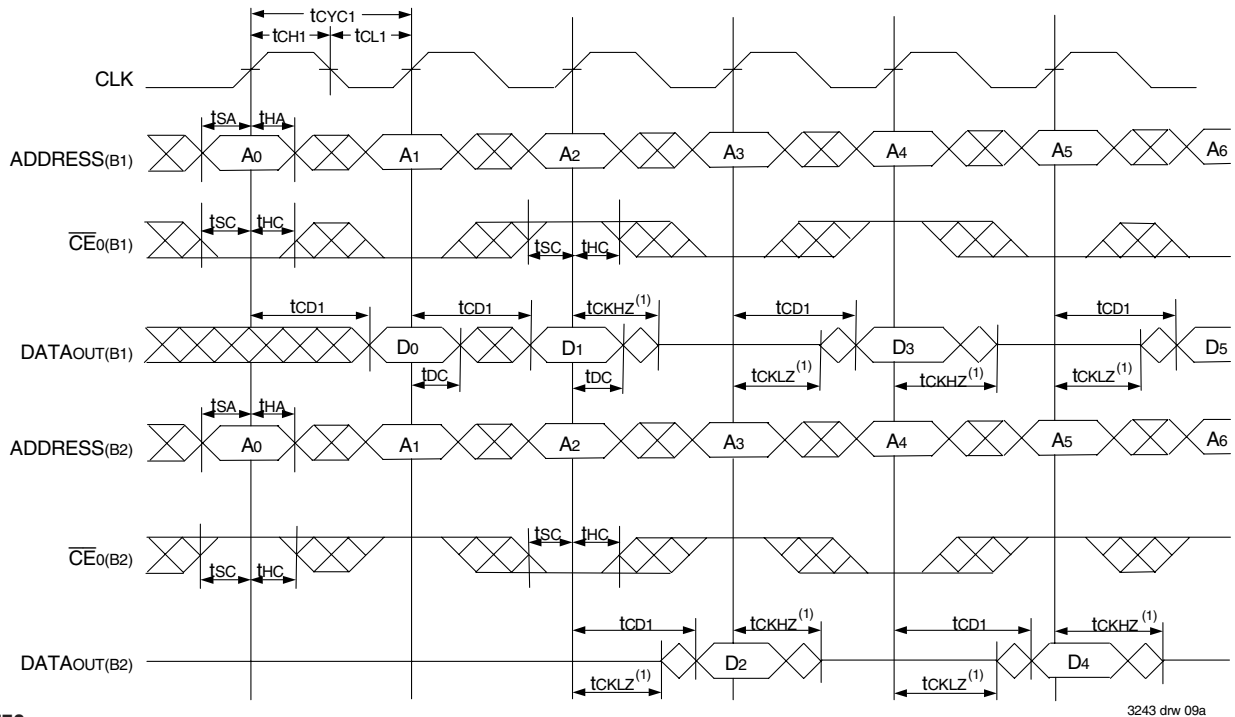 tCYC1
tCH1 tCL1
CLK
tSA tHA
ADDRESS(B1) A0 A1 A2 A3 A4 A5 A6
tSC tHC
CE0(B1)
tSC tHC
tCD1 tCD1 tCKHZ(1) tCD1 tCD1
DATAOUT(B1) D0 D1 D3 D5
tDC tDC tCKLZ(1) tCKHZ(1) tCKLZ(1)
tSA tHA
ADDRESS(B2) A0 A1 A2 A3 A4 A5 A6
tSC tHC
CE0(B2)
tSC tHC
tCD1 tCKHZ(1) tCD1 tCKHZ(1)
DATAOUT(B2) D2 D4
tCKLZ(1) tCKLZ(1)
3243 drw 09a